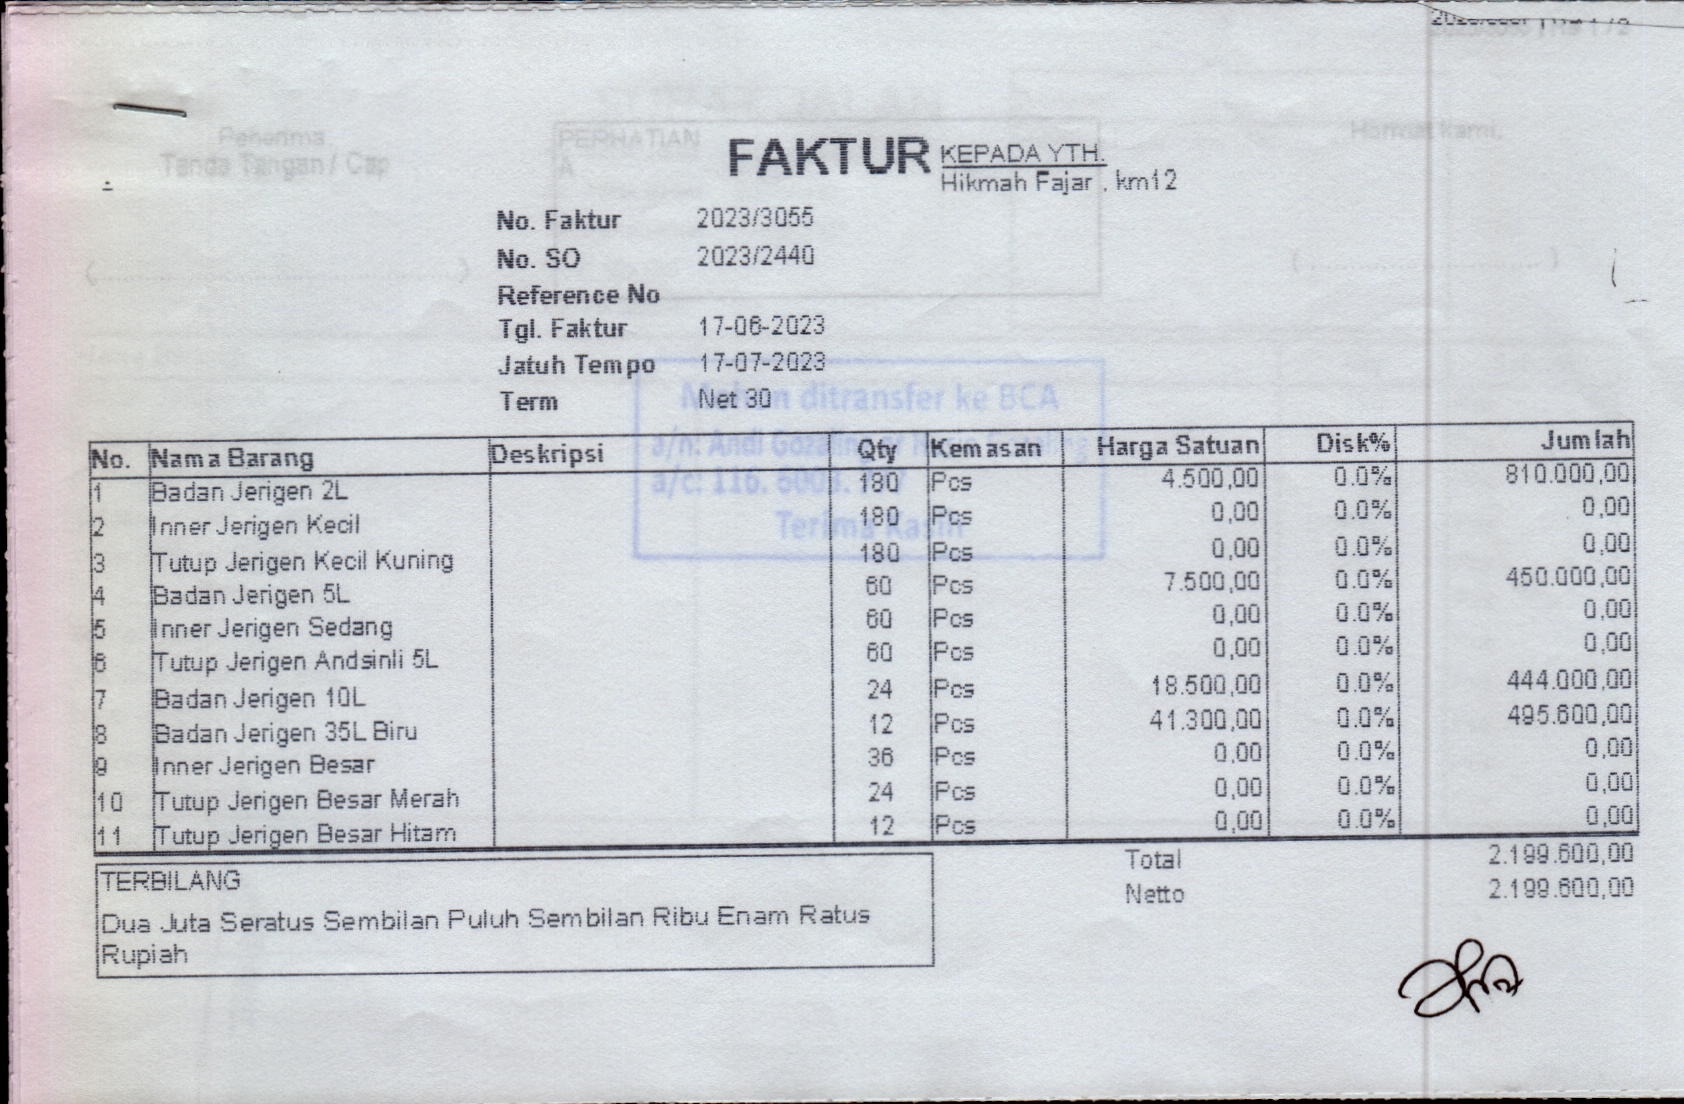 FAKTUR
KEPADA YTH.
Hikmah Fajar , km12
No. Faktur 2023/3055
No. SO 2023/2440
Reference No
Tgl. Faktur 17-06-2023
Jatuh Tempo 17-07-2023
Term Net 30
Penerima
Tanda Tangan / Cap
PERHATIAN
A
Hormat kami,
Mohon ditransfer ke BCA
a/n: Andi Gozaling
a/c: 116.
Terima Kasih
No. Nama Barang Deskripsi Qty Kemasan Harga Satuan Disk% Jumlah
1 Badan Jerigen 2L 180 Pcs 4.500,00 0.0% 810.000,00
2 Inner Jerigen Kecil 180 Pcs 0,00 0.0% 0,00
3 Tutup Jerigen Kecil Kuning 180 Pcs 0,00 0.0% 0,00
4 Badan Jerigen 5L 60 Pcs 7.500,00 0.0% 450.000,00
5 Inner Jerigen Sedang 60 Pcs 0,00 0.0% 0,00
6 Tutup Jerigen Andsinli 5L 60 Pcs 0,00 0.0% 0,00
7 Badan Jerigen 10L 24 Pcs 18.500,00 0.0% 444.000,00
8 Badan Jerigen 35L Biru 12 Pcs 41.300,00 0.0% 495.600,00
9 Inner Jerigen Besar 36 Pcs 0,00 0.0% 0,00
10 Tutup Jerigen Besar Merah 24 Pcs 0,00 0.0% 0,00
11 Tutup Jerigen Besar Hitam 12 Pcs 0,00 0.0% 0,00
Total 2.199.600,00
Netto 2.199.600,00
TERBILANG
Dua Juta Seratus Sembilan Puluh Sembilan Ribu Enam Ratus
Rupiah